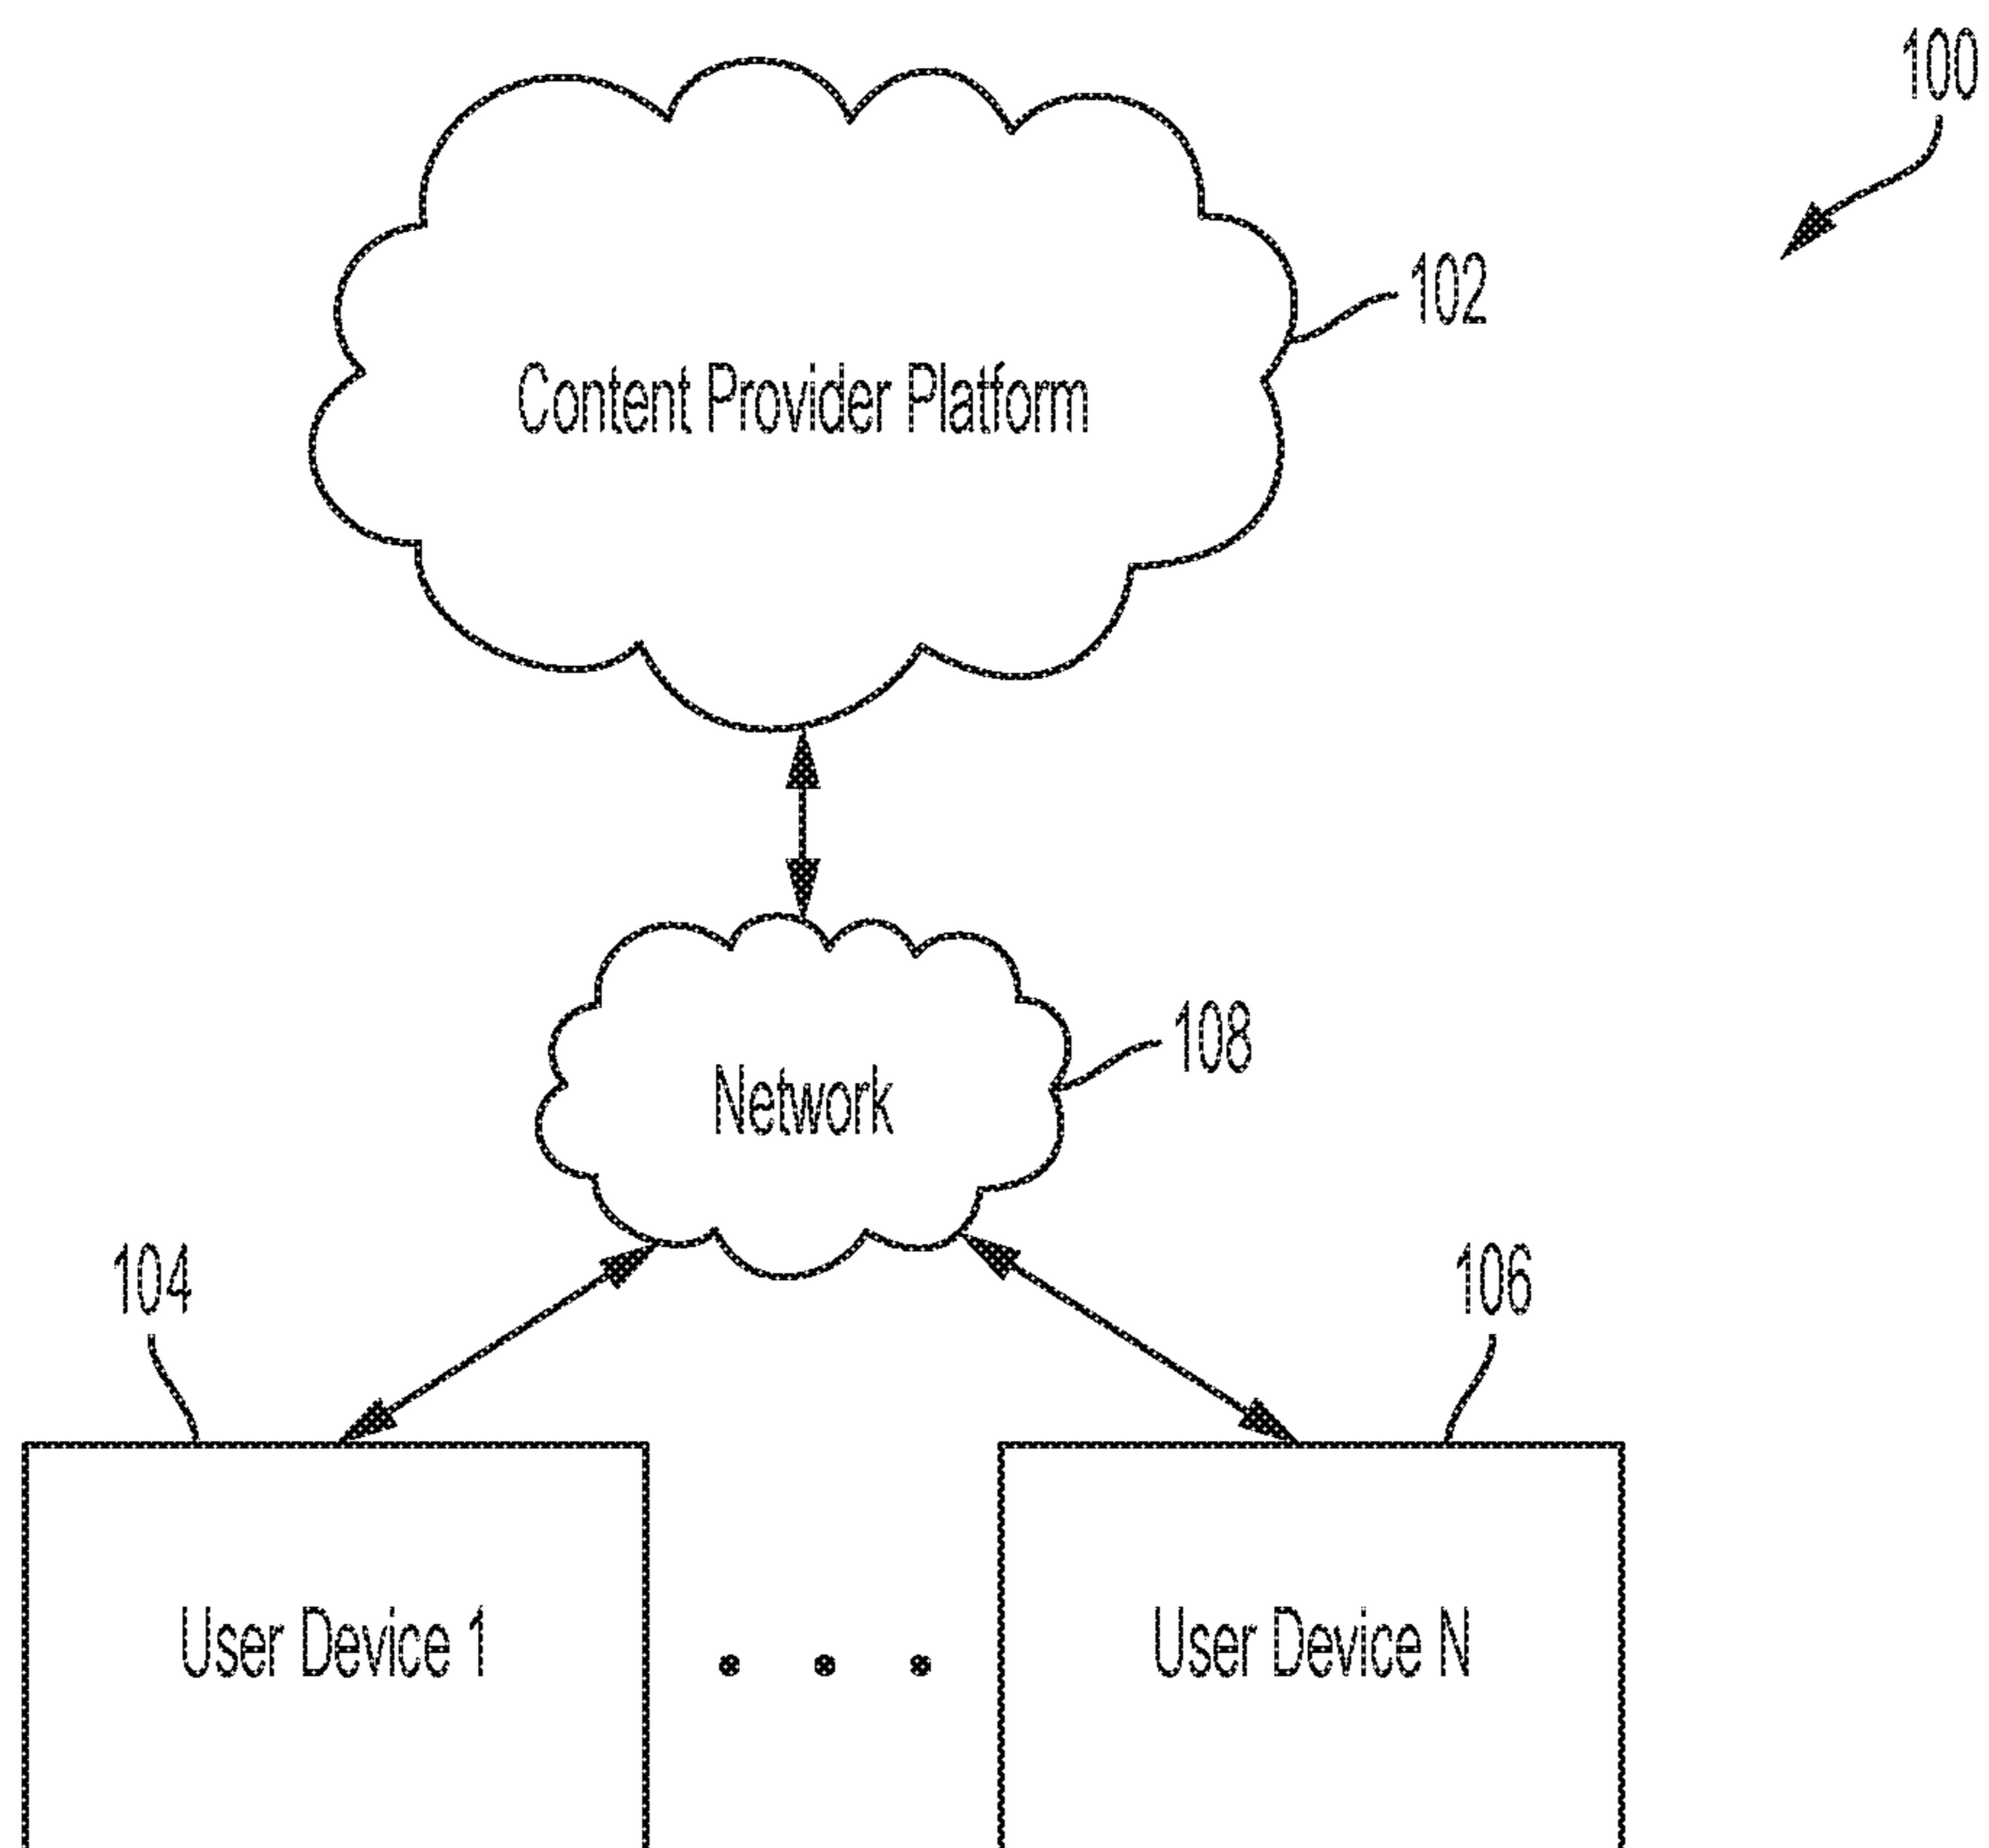 100
102
Content Provider Platform
108
Network
104
106
User Device 1
User Device N